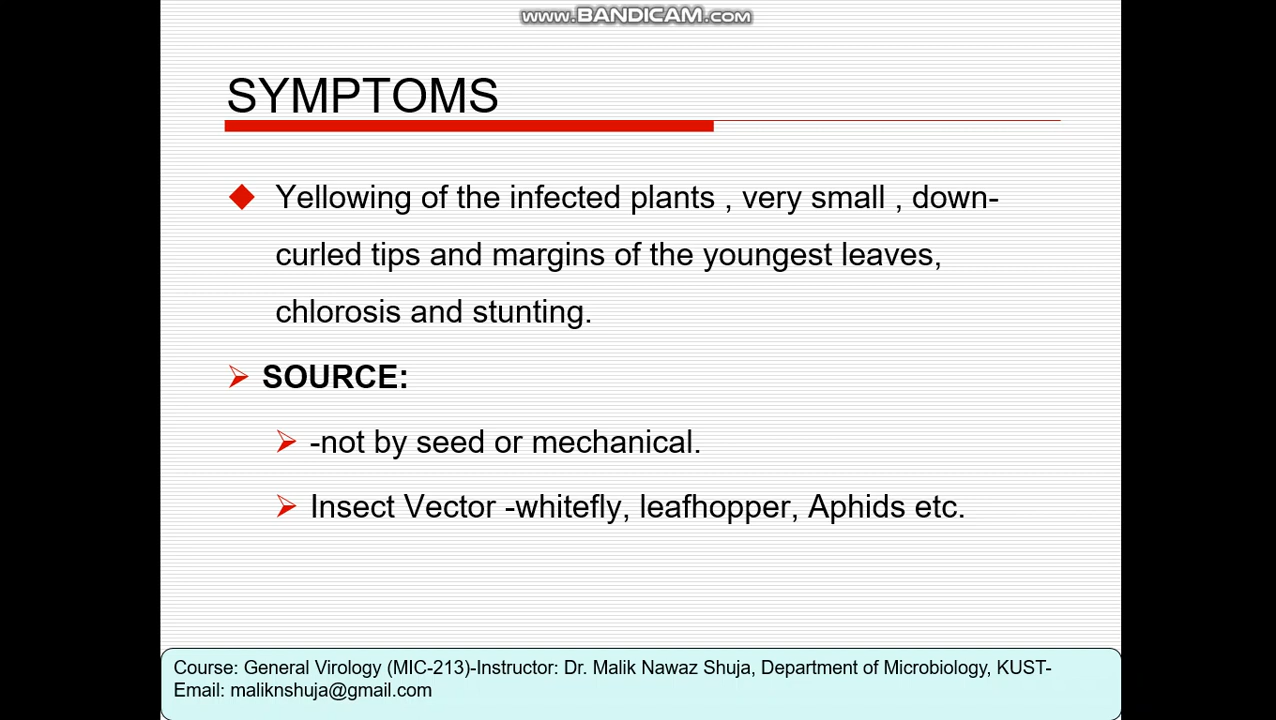 www.BANDICAM.com
SYMPTOMS
Yellowing of the infected plants , very small , down-
curled tips and margins of the youngest leaves,
chlorosis and stunting.
SOURCE:
-not by seed or mechanical.
Insect Vector -whitefly, leafhopper, Aphids etc.
Course: General Virology (MIC-213)-Instructor: Dr. Malik Nawaz Shuja, Department of Microbiology, KUST-
Email: maliknshuja@gmail.com